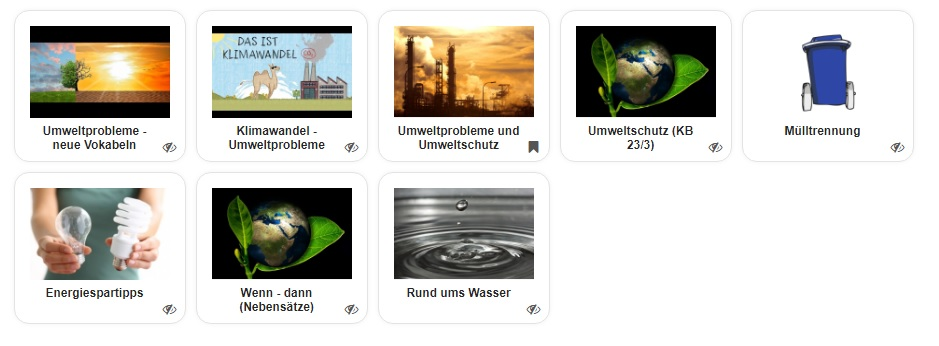 DAS IST
KLIMAWANDEL
Umweltprobleme -
neue Vokabeln
Klimawandel -
Umweltprobleme
Umweltprobleme und
Umweltschutz
Umweltschutz (KB
23/3)
Mülltrennung
Energiespartipps
Wenn - dann
(Nebensätze)
Rund ums Wasser